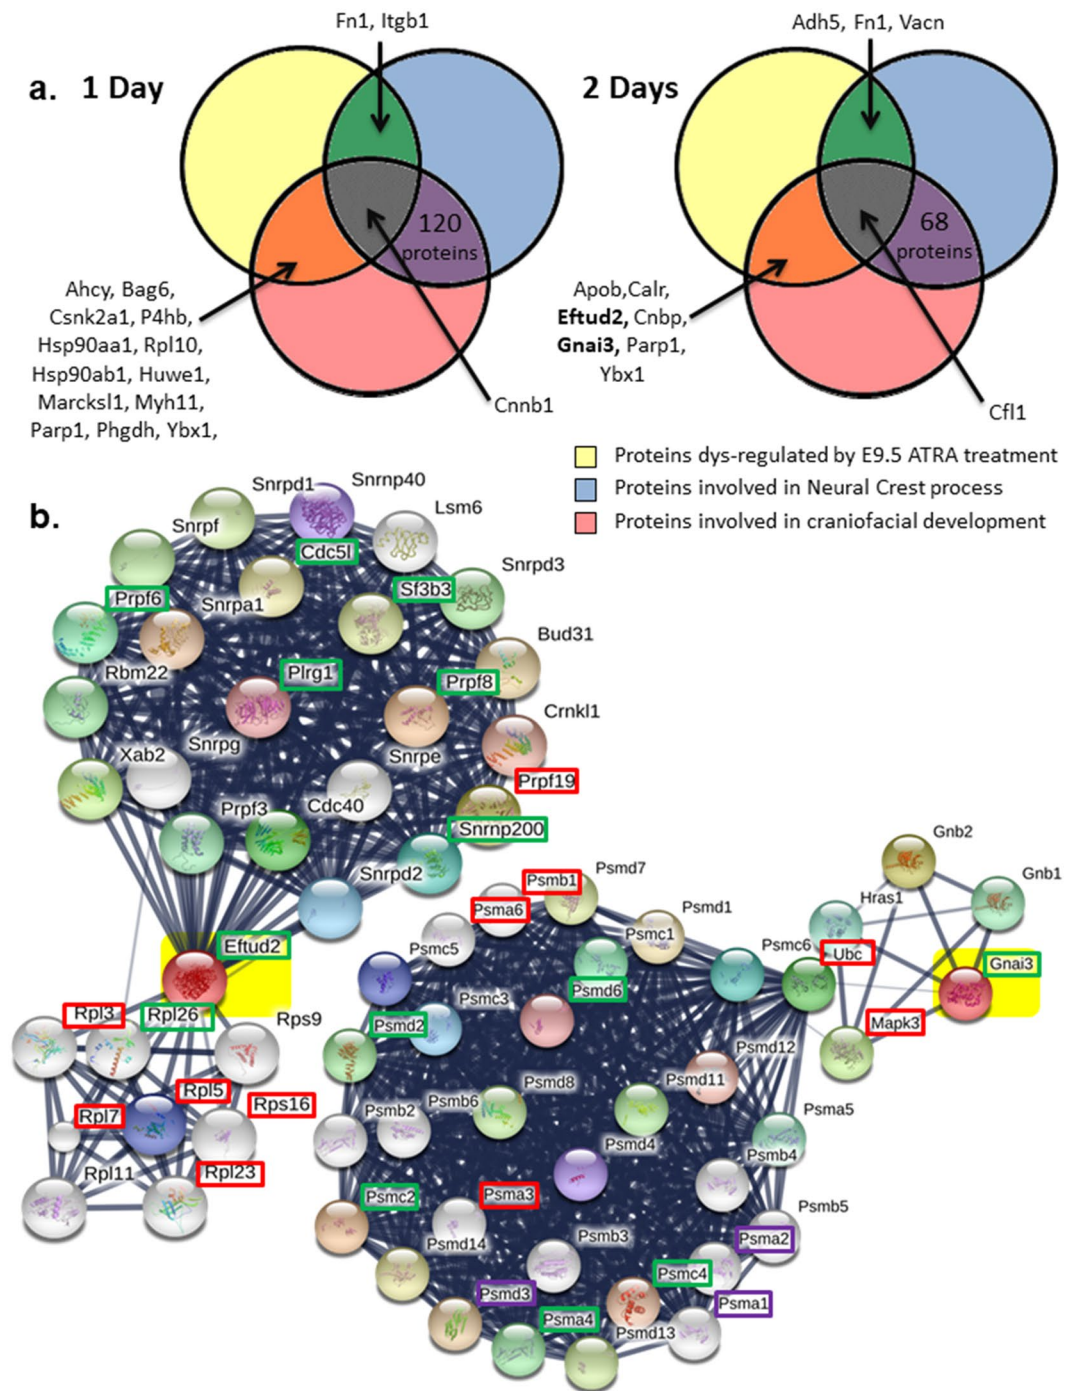 Fn1, Itgb1
Adh5, Fn1, Vacn
a. 1 Day
2 Days
120
proteins
68
proteins
Ahcy, Bag6,
Csnk2a1, P4hb,
Hsp90aa1, Rpl10,
Hsp90ab1, Huwe1,
Marcksl1, Myh11,
Parp1, Phgdh, Ybx1,
Cnnb1
Apob,Calr,
Eftud2, Cnbp,
Gnai3, Parp1,
Ybx1
Cfl1
Proteins dys-regulated by E9.5 ATRA treatment
Proteins involved in Neural Crest process
Proteins involved in craniofacial development
b.
Snrpd1
Snrnp40
Snrpf
Lsm6
Cdc5l
Snrpd3
Prpf6
Snrpa1
Sf3b3
Bud31
Rbm22
Plrg1
Prpf8
Crnkl1
Xab2
Snrpg
Snrpe
Prpf19
Prpf3
Cdc40
Snrnp200
Snrpd2
Eftud2
Rpl3
Rpl26
Rps9
Rpl5
Rpl7
Rps16
Rpl11
Rpl23
Psmb1
Psmd7
Psma6
Psmd1
Psmc5
Psmc1
Psmc6
Psmc3
Psmd6
Psmd2
Psmd12
Psmd8
Psmd11
Psmb2
Psmb6
Psma5
Psmd4
Psmb4
Psmc2
Psma3
Psmb5
Psmd14
Psmb3
Psma2
Psmc4
Psmd3
Psma1
Psma4
Psmd13
Gnb2
Gnb1
Hras1
Ubc
Gnai3
Mapk3